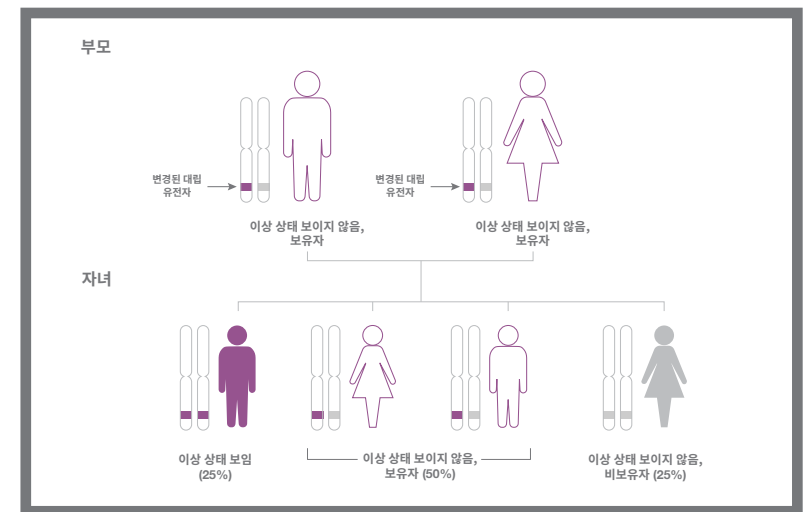 부모
변경된 대립
유전자
변경된 대립
유전자
이상 상태 보이지 않음,
보유자
이상 상태 보이지 않음,
보유자
자녀
이상 상태 보임
(25%)
이상 상태 보이지 않음,
보유자 (50%)
이상 상태 보이지 않음,
비보유자 (25%)